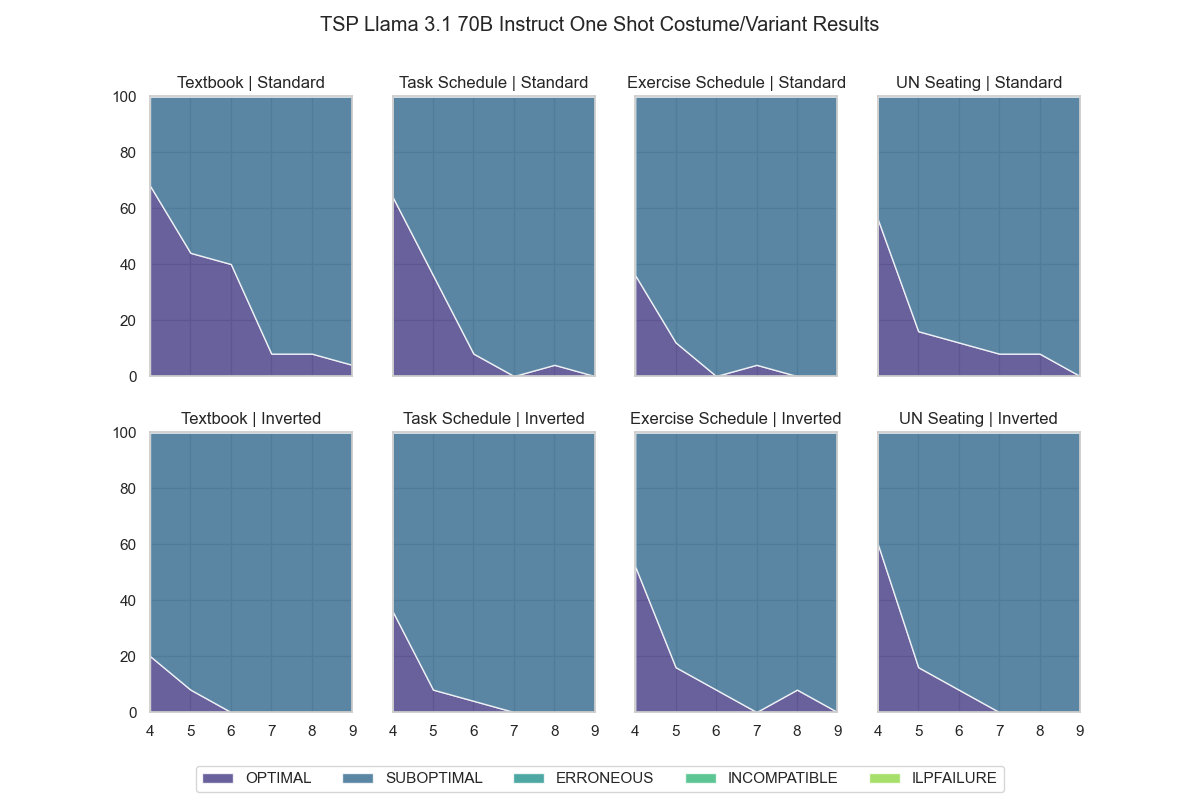 TSP Llama 3.1 70B Instruct One Shot Costume/Variant Results
Textbook | Standard
Task Schedule | Standard
Exercise Schedule | Standard
UN Seating | Standard
100
80
60
40
20
0
Textbook | Inverted
Task Schedule | Inverted
Exercise Schedule | Inverted
UN Seating | Inverted
100
80
60
40
20
0
4 5 6 7 8 9
4 5 6 7 8 9
4 5 6 7 8 9
4 5 6 7 8 9
OPTIMAL SUBOPTIMAL ERRONEOUS INCOMPATIBLE ILPFAILURE